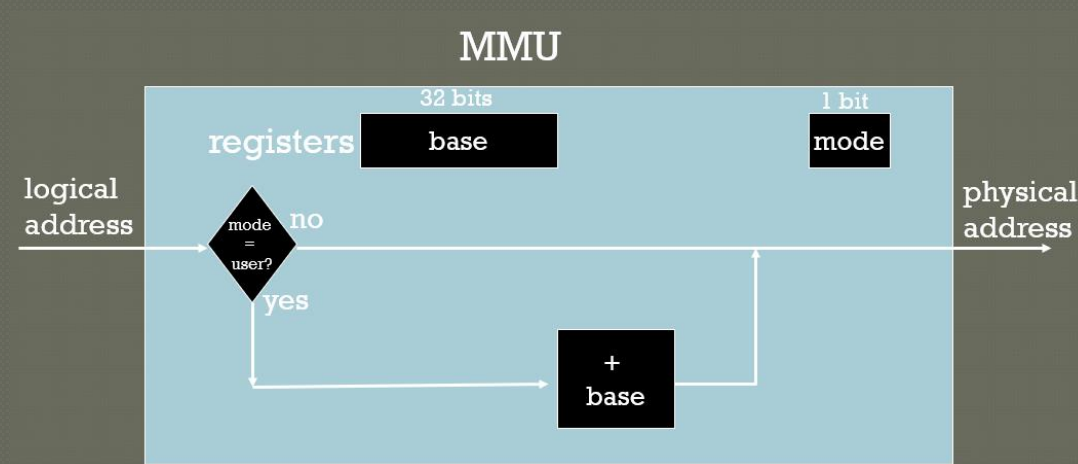 MMU
32 bits
1 bit
registers
base
mode
logical
address
physical
address
mode
=
user?
no
yes
+
base